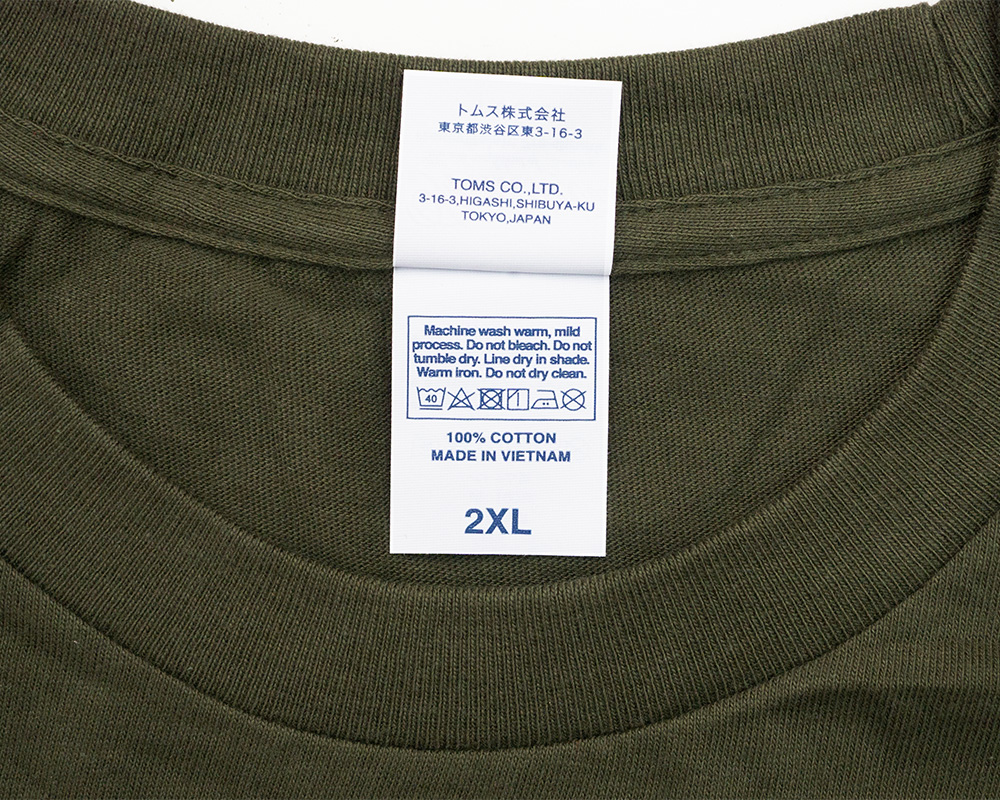 トムス株式会社
東京都渋谷区東3-16-3
TOMS CO.,LTD.
3-16-3,HIGASHI,SHIBUYA-KU
TOKYO,JAPAN
Machine wash warm, mild
process. Do not bleach. Do not
tumble dry. Line dry in shade.
Warm iron. Do not dry clean.
40
100% COTTON
MADE IN VIETNAM
2XL